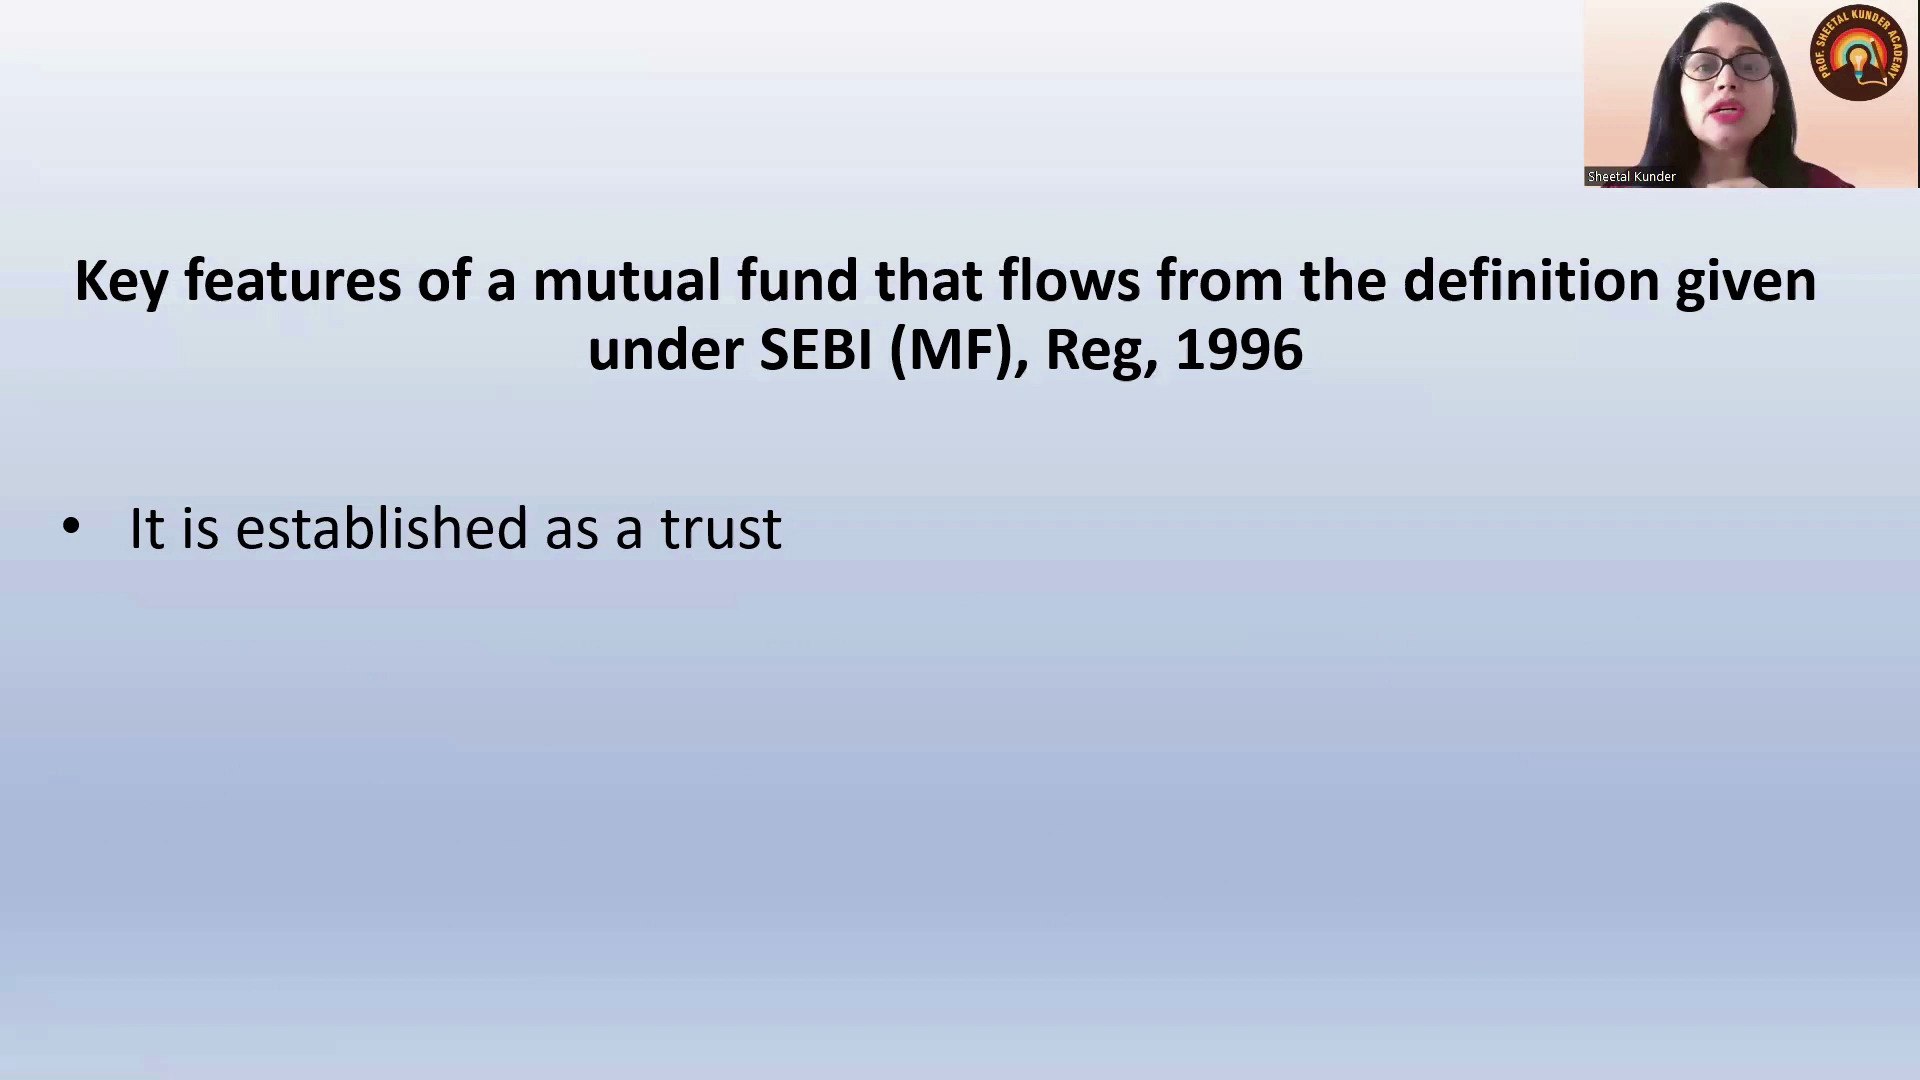 PROF. SHEETAL KUNDER ACADEMY
Sheetal Kunder
Key features of a mutual fund that flows from the definition given
under SEBI (MF), Reg, 1996
• It is established as a trust